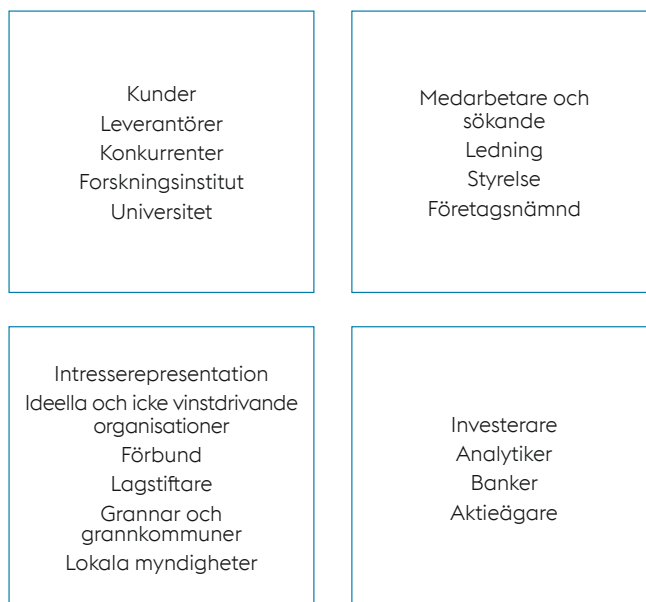 Kunder
Leverantörer
Konkurrenter
Forskningsinstitut
Universitet
Medarbetare och
sökande
Ledning
Styrelse
Företagsnämnd
Intresserepresentation
Ideella och icke vinstdrivande
organisationer
Förbund
Lagstiftare
Grannar och
grannkommuner
Lokala myndigheter
Investerare
Analytiker
Banker
Aktieägare